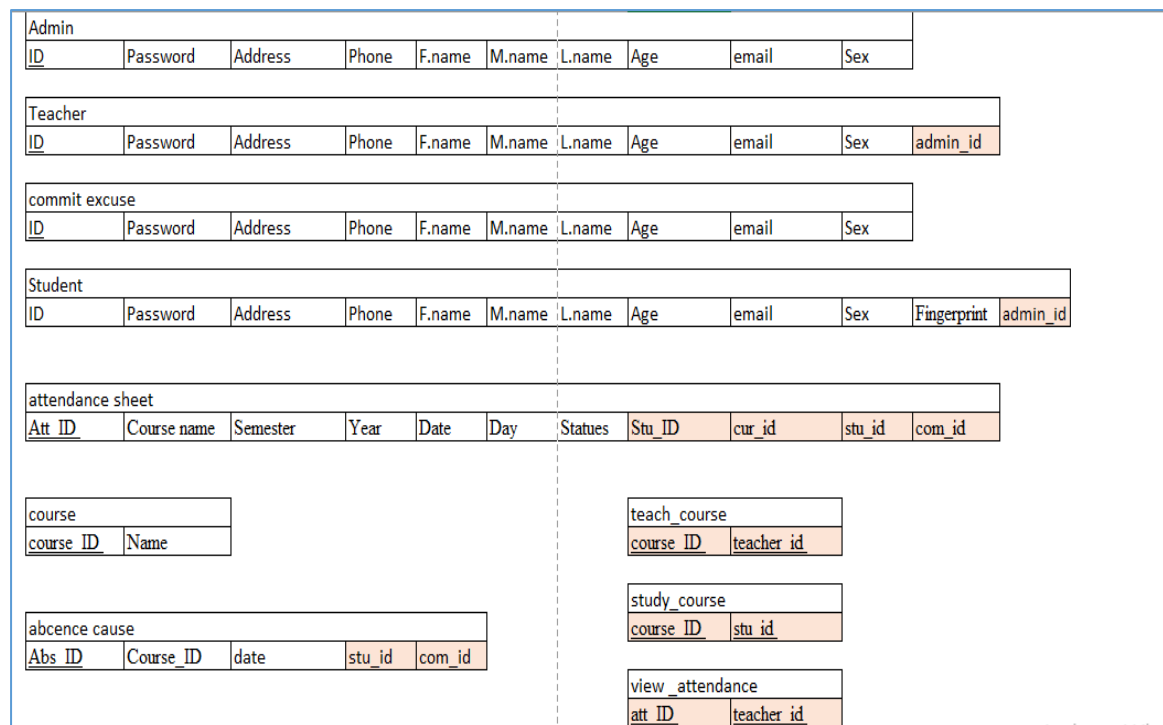 Admin
ID Password Address Phone F.name M.name L.name Age email Sex
Teacher
ID Password Address Phone F.name M.name L.name Age email Sex admin_id
commit excuse
ID Password Address Phone F.name M.name L.name Age email Sex
Student
ID Password Address Phone F.name M.name L.name Age email Sex Fingerprint admin_id
attendance sheet
Att_ID Course name Semester Year Date Day Statues Stu_ID cur_id stu_id com_id
course
course_ID Name
teach_course
course_ID teacher_id
study_course
course_ID stu_id
abcence cause
Abs_ID Course_ID date stu_id com_id
view _attendance
att_ID teacher_id